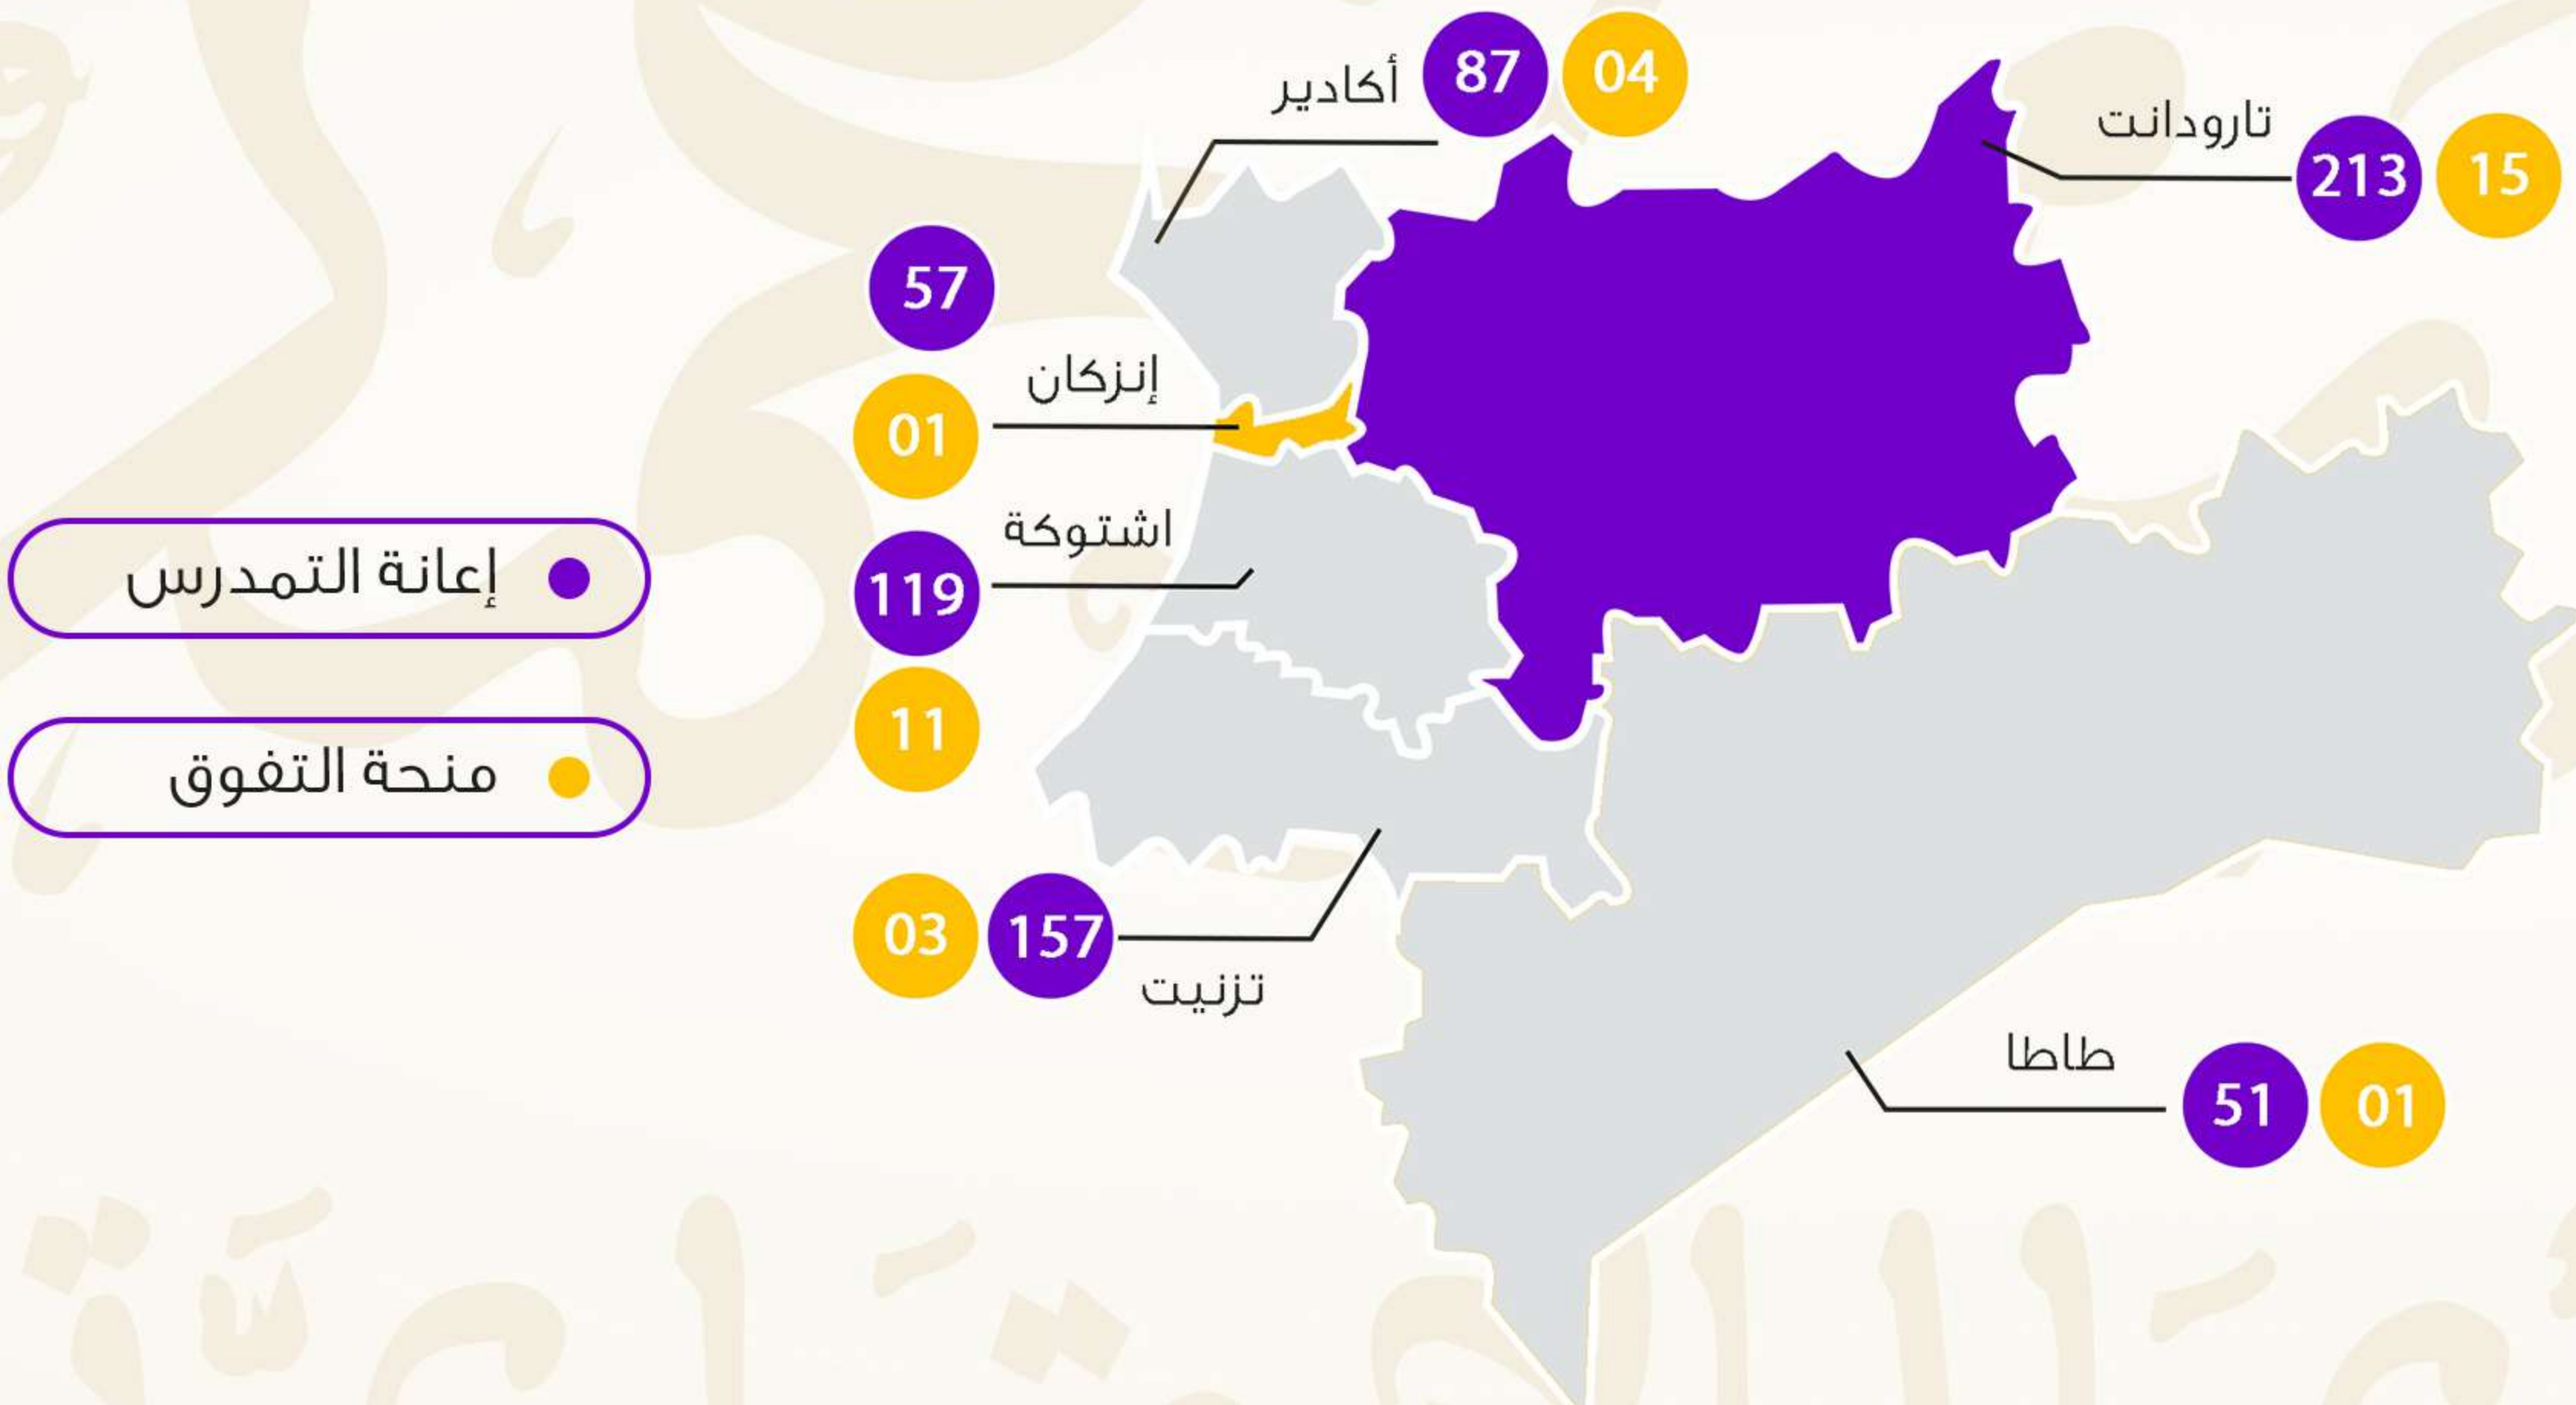 أكادير
87
04
تارودانت
213
15
57
إنزكان
01
اشتوكة
119
11
إعانة التمدرس
منحة التفوق
03
157
تزنيت
طاطا
51
01